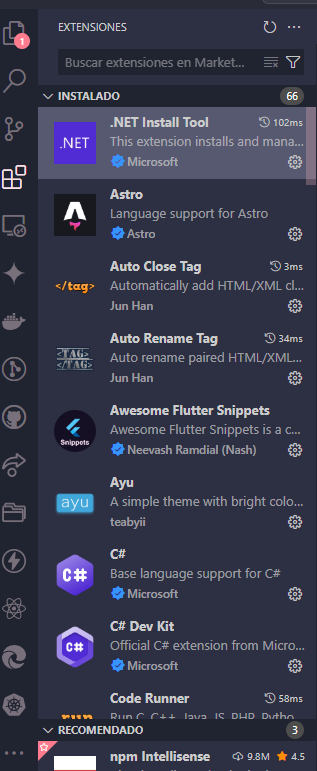 EXTENSIONES
1
Buscar extensiones en Market...
INSTALADO
66
.NET
.NET Install Tool
102ms
This extension installs and mana...
Microsoft
Astro
Language support for Astro
Astro
</tag>
Auto Close Tag
3ms
Automatically add HTML/XML cl...
Jun Han
<TAG>
</TAG>
Auto Rename Tag
34ms
Auto rename paired HTML/XML...
Jun Han
Snippets
Awesome Flutter Snippets
Awesome Flutter Snippets is a c...
Neevash Ramdial (Nash)
ayu
Ayu
A simple theme with bright colo...
teabyii
C#
C#
Base language support for C#
Microsoft
C#
C# Dev Kit
Official C# extension from Micro...
Microsoft
run
Code Runner
58ms
Run C, C++, Java, JS, PHP, Pytho...
RECOMENDADO
3
npm Intellisense
9.8M
4.5